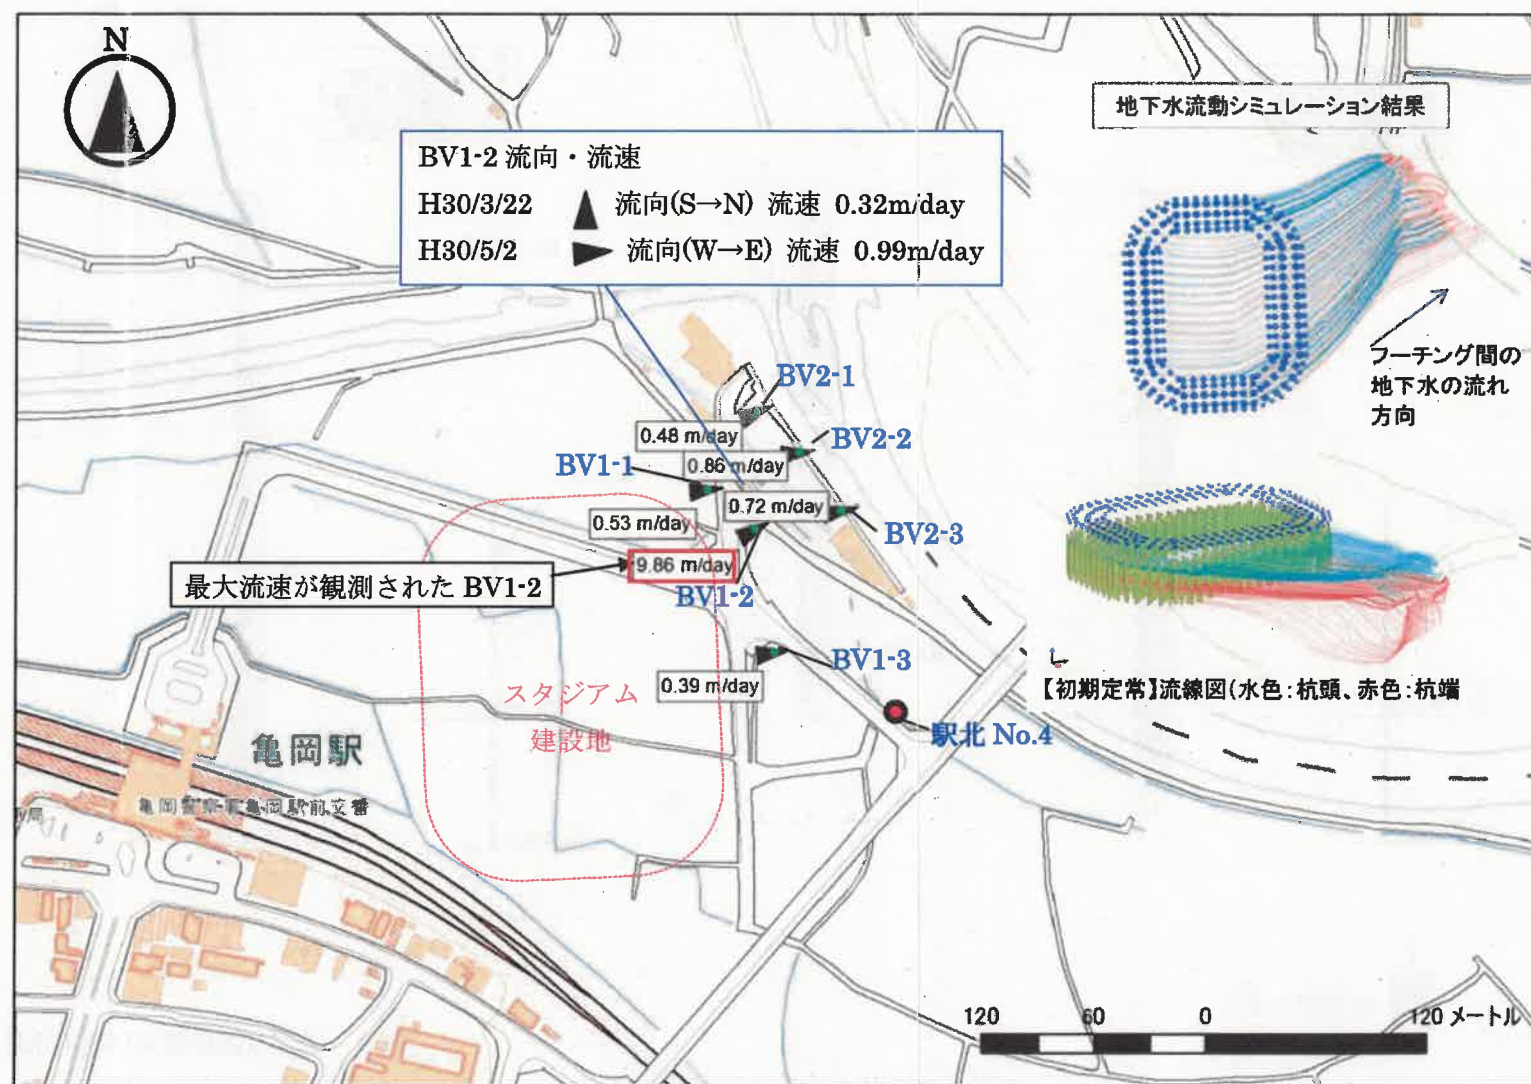 N
地下水流動シミュレーション結果
BV1-2 流向・流速
H30/3/22 ▲ 流向(S→N) 流速 0.32m/day
H30/5/2 ▶ 流向(W→E) 流速 0.99m/day
フーチング間の
地下水の流れ
方向
BV2-1
0.48 m/day
BV2-2
0.86 m/day
BV1-1
0.72 m/day
0.53 m/day
BV2-3
9.86 m/day
最大流速が観測された BV1-2
BV1-2
BV1-3
0.39 m/day
【初期定常】流線図(水色:杭頭、赤色:杭端
スタジアム
建設地
駅北 No.4
亀岡駅
亀岡駅前交番
120 60 0 120 メートル